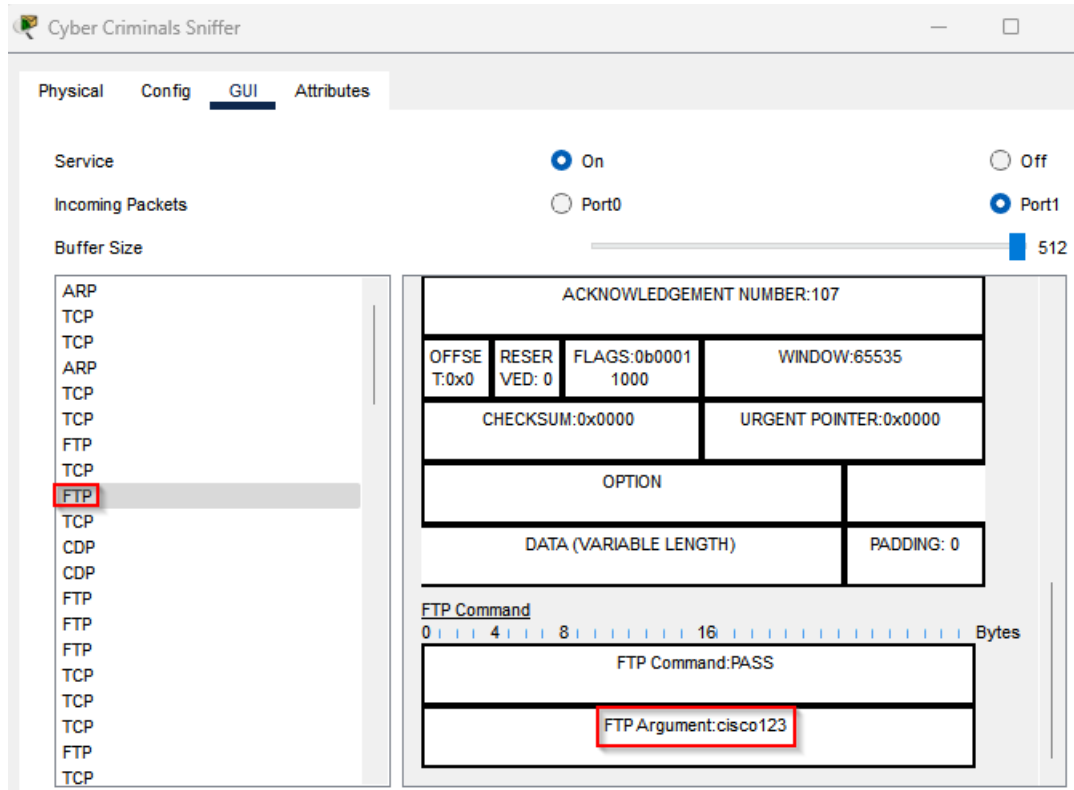 Cyber Criminals Sniffer
Physical Config GUI Attributes
Service On Off
Incoming Packets Port0 Port1
Buffer Size 512
ARP
TCP
TCP
ARP
TCP
TCP
FTP
TCP
FTP
TCP
CDP
CDP
FTP
FTP
FTP
TCP
TCP
TCP
FTP
TCP
ACKNOWLEDGEMENT NUMBER:107
OFFSE
T:0x0
RESER
VED: 0
FLAGS:0b0001
1000
WINDOW:65535
CHECKSUM:0x0000 URGENT POINTER:0x0000
OPTION
DATA (VARIABLE LENGTH) PADDING: 0
FTP Command
0 4 8 16 Bytes
FTP Command:PASS
FTP Argument:cisco123